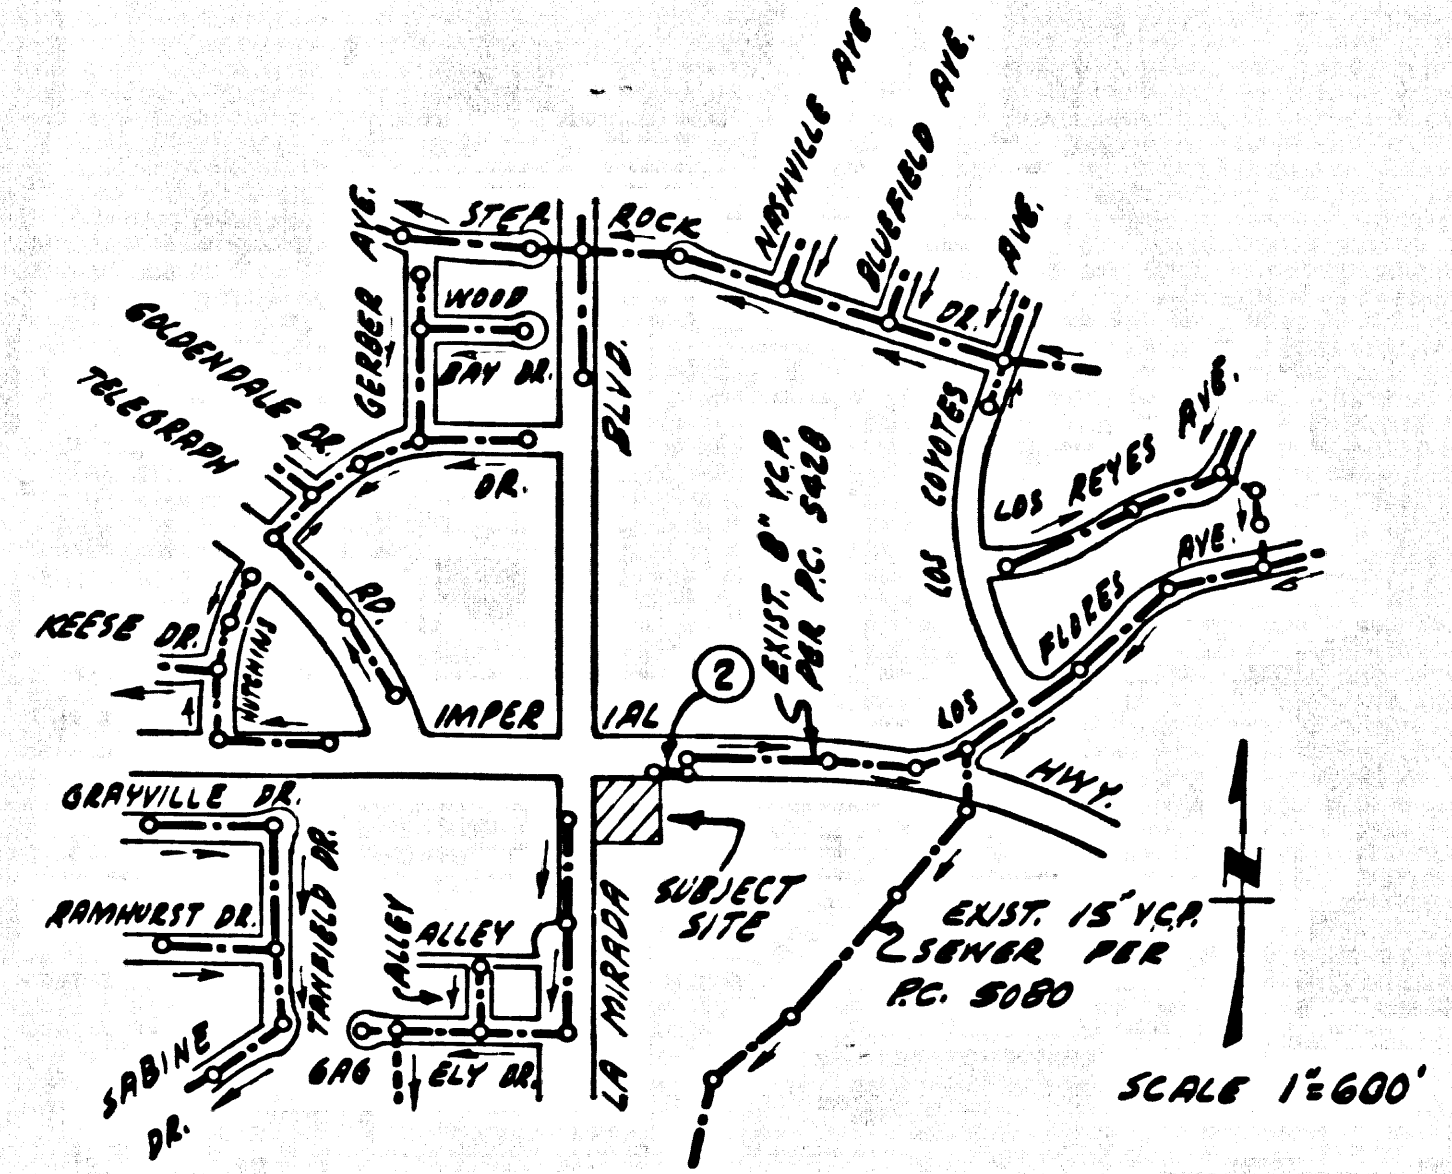 NASHVILLE AVE
BLUEFIELD AVE.
AVE.
STER ROCK
DR.
GERBER AVE.
WOOD
BAY DR.
BLVD.
GOLDENDALE DR.
TELEGRAPH
RD.
DR.
EXIST. 8" V.C.P.
PER P.C. 5428
LOS COYOTES
LOS REYES AVE.
LOS FLORES AVE.
KEESE DR.
HUTCHINS
2
IMPER IAL
HWY.
GRAYVILLE DR.
TANFIELD DR.
RAMHURST DR.
SABINE
DR.
ALLEY
ALLEY
GAG ELY DR.
LA MIRADA
SUBJECT
SITE
EXIST. 15" V.C.P.
SEWER PER
P.C. 5080
N
SCALE 1"=600'